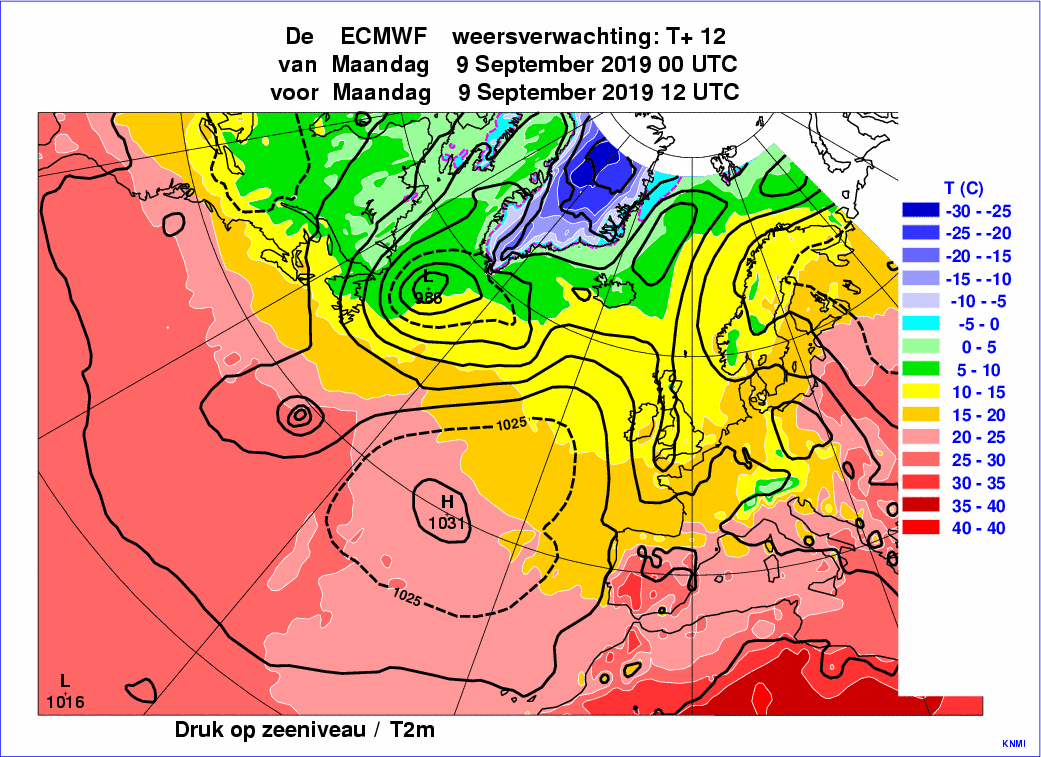 De ECMWF weersverwachting: T+ 12
van Maandag 9 September 2019 00 UTC
voor Maandag 9 September 2019 12 UTC
T (C)
-30 - -25
-25 - -20
-20 - -15
-15 - -10
-10 - -5
-5 - 0
0 - 5
5 - 10
10 - 15
15 - 20
20 - 25
25 - 30
30 - 35
35 - 40
40 - 40
L
986
1025
H
1031
1025
L
1016
Druk op zeeniveau / T2m
KNMI